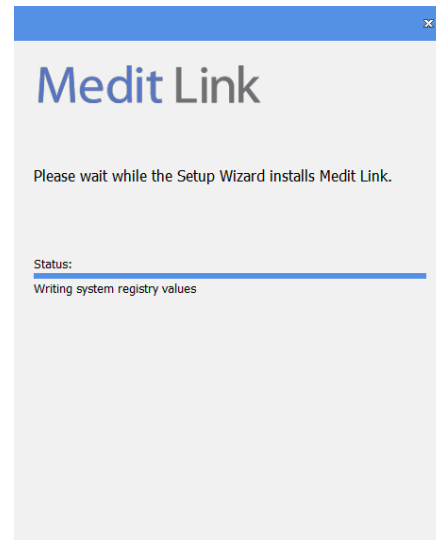 Medit Link
Please wait while the Setup Wizard installs Medit Link.
Status:
Writing system registry values